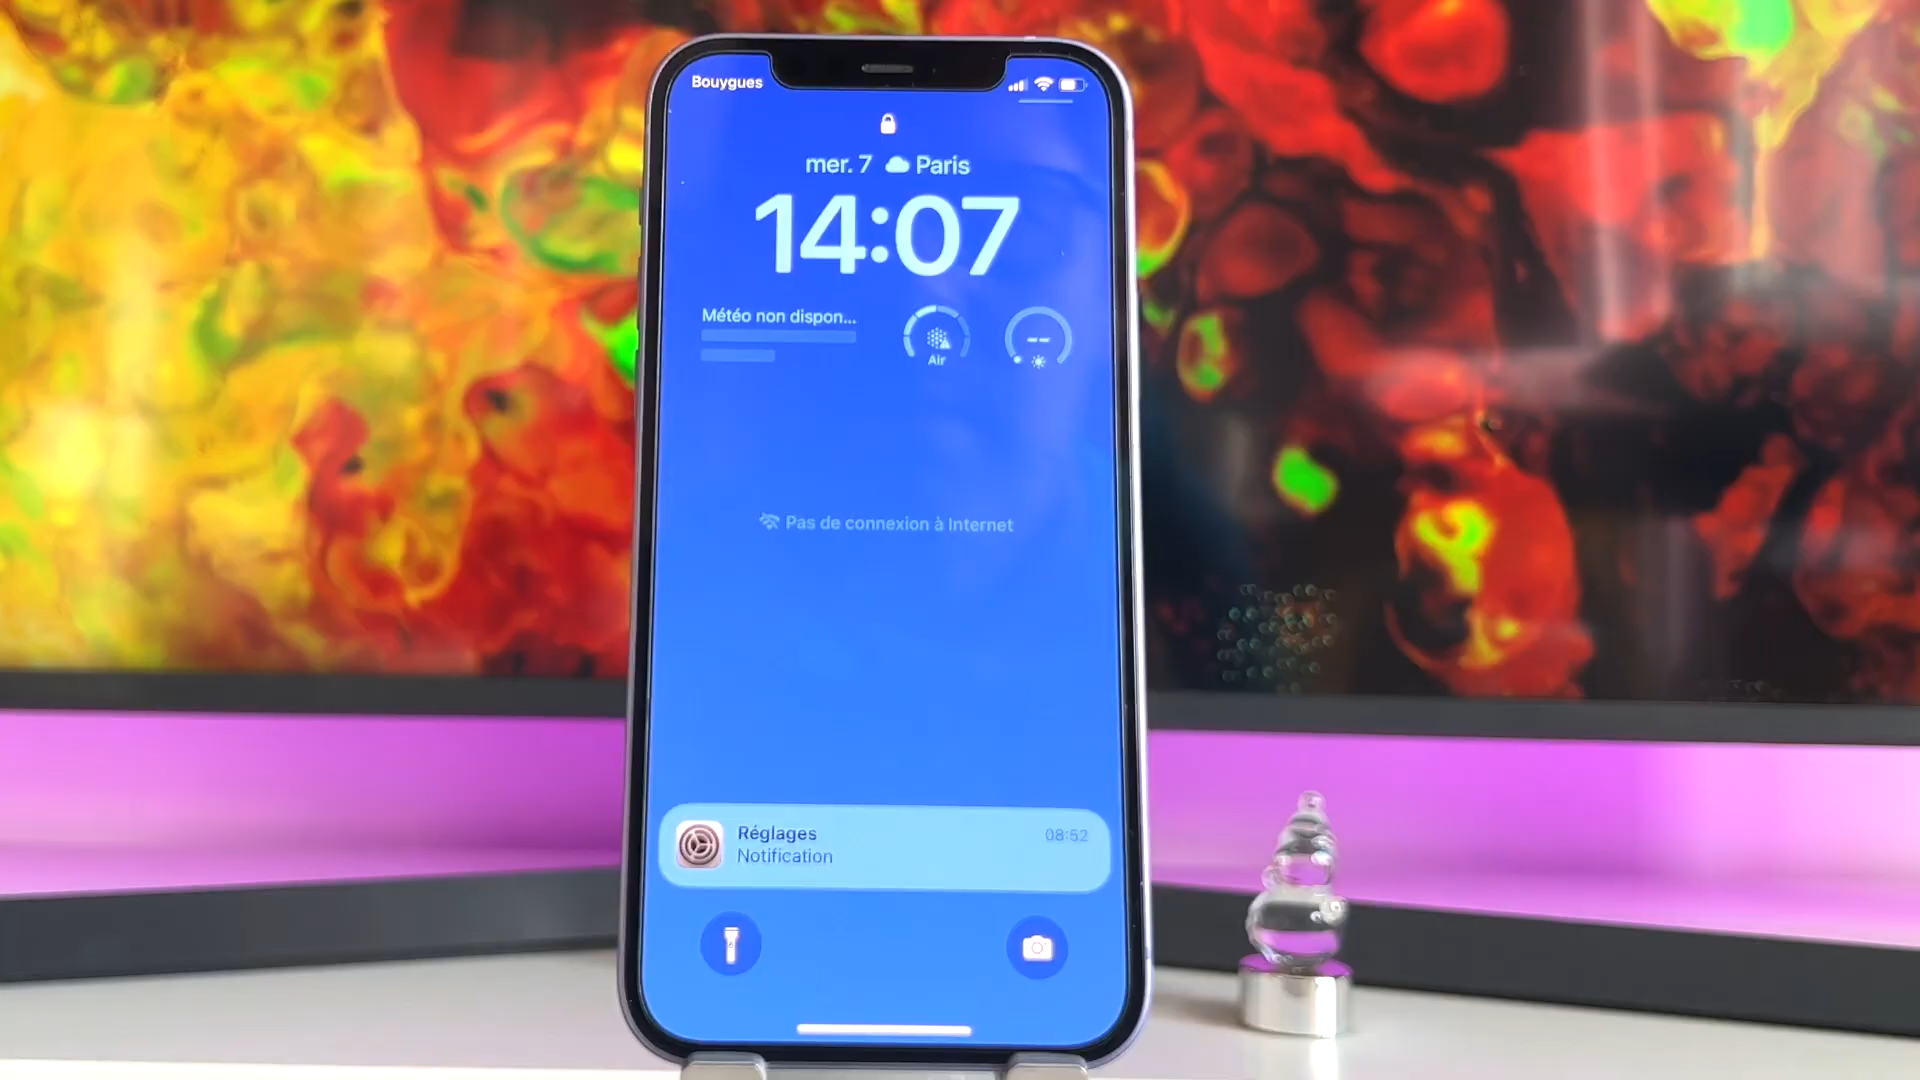 Bouygues
mer. 7 Paris
14:07
Météo non dispon...
Air
--
Pas de connexion à Internet
Réglages
08:52
Notification